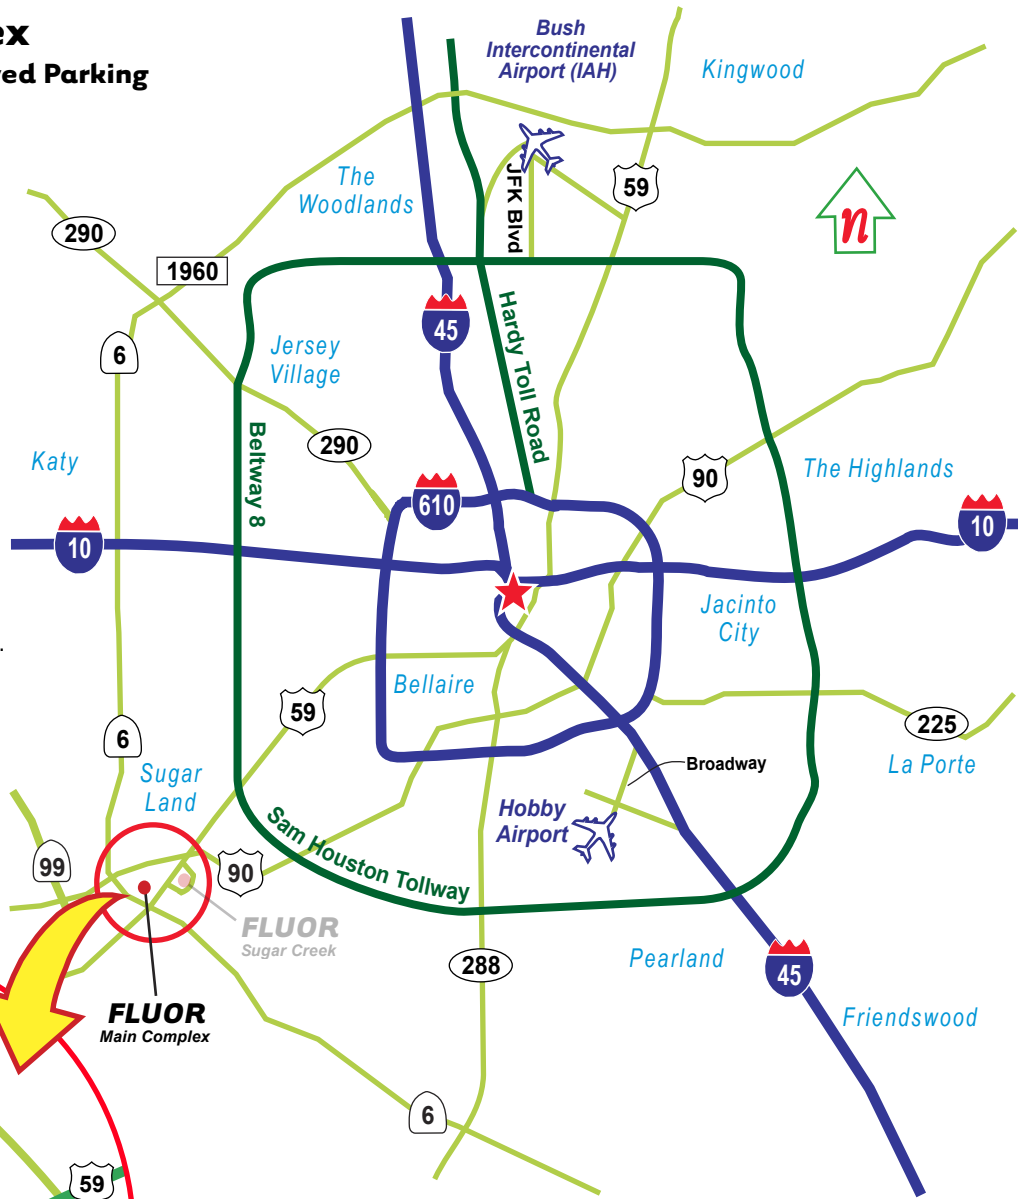 ex
ved Parking
Bush
Intercontinental
Airport (IAH)
Kingwood
The
Woodlands
JFK Blvd
59
n
290
1960
45
6
Jersey
Village
Hardy Toll Road
290
Katy
Beltway 8
90
The Highlands
610
10
10
Jacinto
City
.
Bellaire
59
6
225
Sugar
Land
Broadway
La Porte
Hobby
Airport
Sam Houston Tollway
99
90
FLUOR
Sugar Creek
288
Pearland
45
FLUOR
Main Complex
Friendswood
6
59